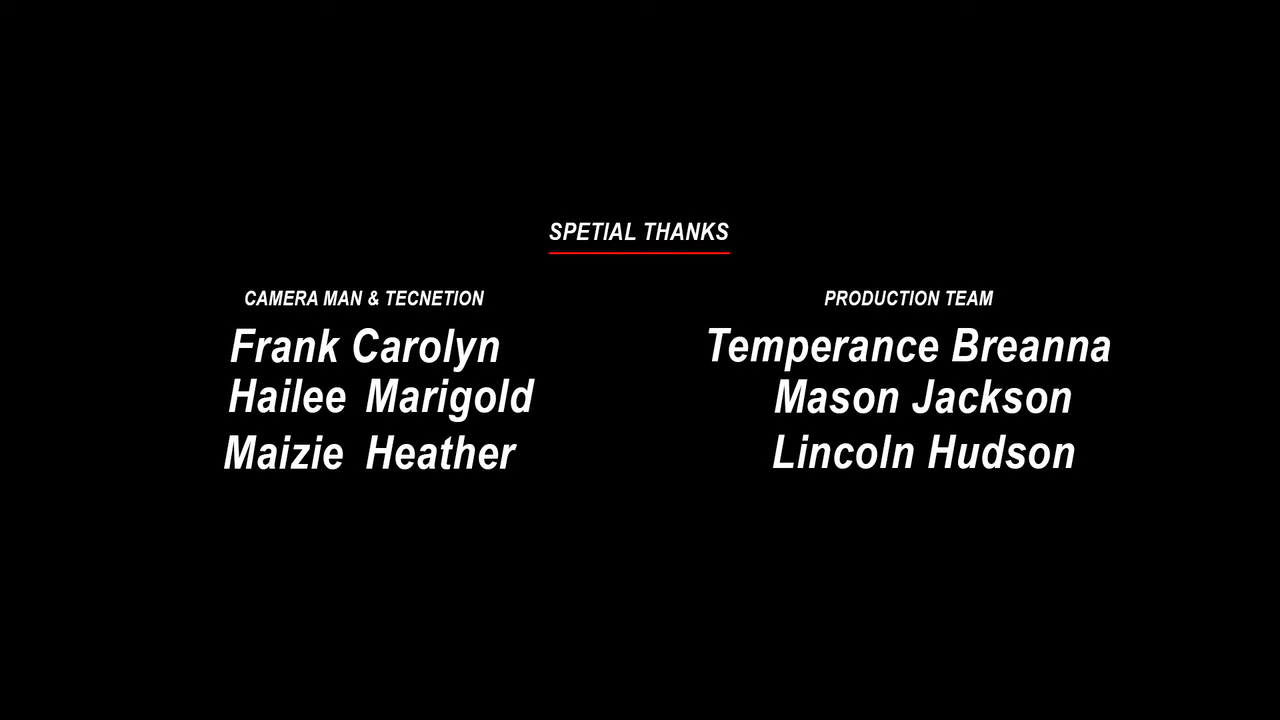 SPETIAL THANKS
CAMERA MAN & TECNETION
Frank Carolyn
Hailee Marigold
Maizie Heather
PRODUCTION TEAM
Temperance Breanna
Mason Jackson
Lincoln Hudson